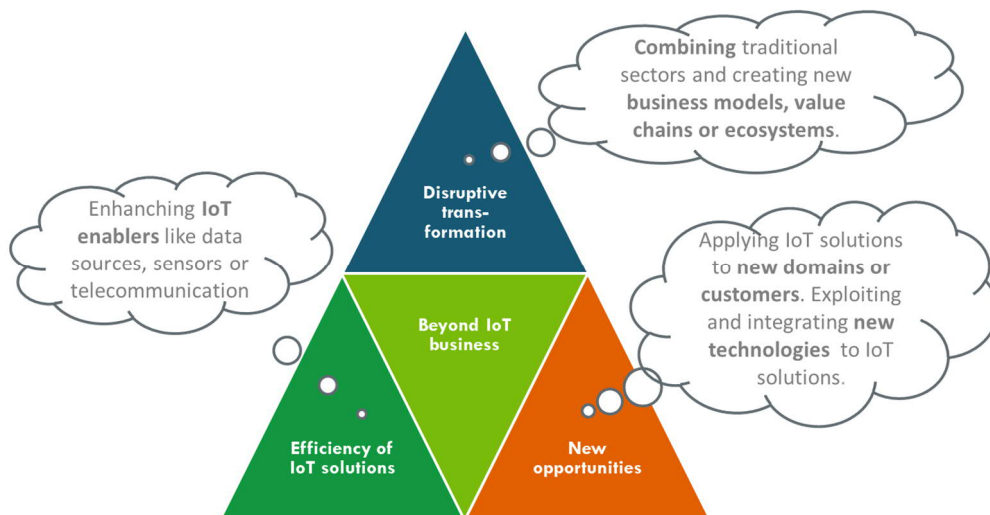 Combining traditional
sectors and creating new
business models, value
chains or ecosystems.
Disruptive
trans-
formation
Enhanching IoT
enablers like data
sources, sensors or
telecommunication
Applying IoT solutions
to new domains or
customers. Exploiting
and integrating new
technologies to IoT
solutions.
Beyond IoT
business
Efficiency of
IoT solutions
New
opportunities